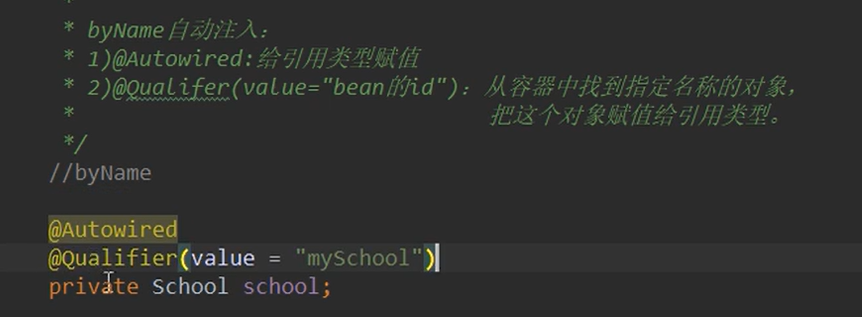 *
* byName自动注入:
* 1)@Autowired:给引用类型赋值
* 2)@Qualifer(value="bean的id"): 从容器中找到指定名称的对象,
* 把这个对象赋值给引用类型。
*/
//byName
@Autowired
@Qualifier(value = "mySchool")
private School school;